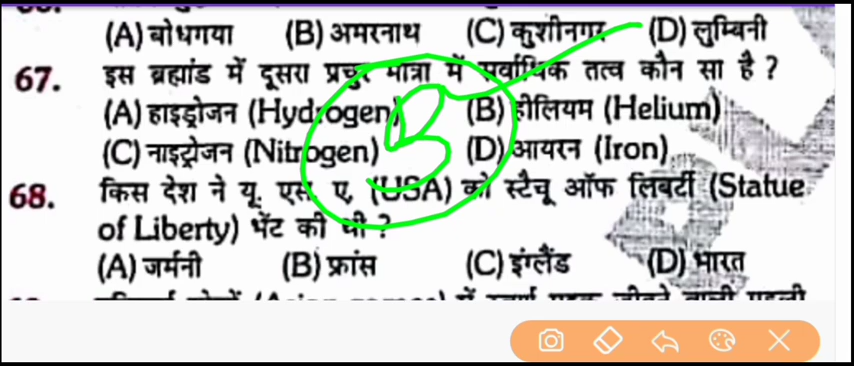 (A) बोधगया (B) अमरनाथ (C) कुशीनगर (D) लुम्बिनी
67. इस ब्रह्मांड में दूसरा प्रचुर मात्रा में सर्वाधिक तत्व कौन सा है ?
(A) हाइड्रोजन (Hydrogen) (B) हीलियम (Helium)
(C) नाइट्रोजन (Nitrogen) (D) आयरन (Iron)
68. किस देश ने यू. एस. ए. (USA) को स्टैचू ऑफ लिबर्टी (Statue
of Liberty) भेंट की थी ?
(A) जर्मनी (B) फ्रांस (C) इंग्लैंड (D) भारत
B